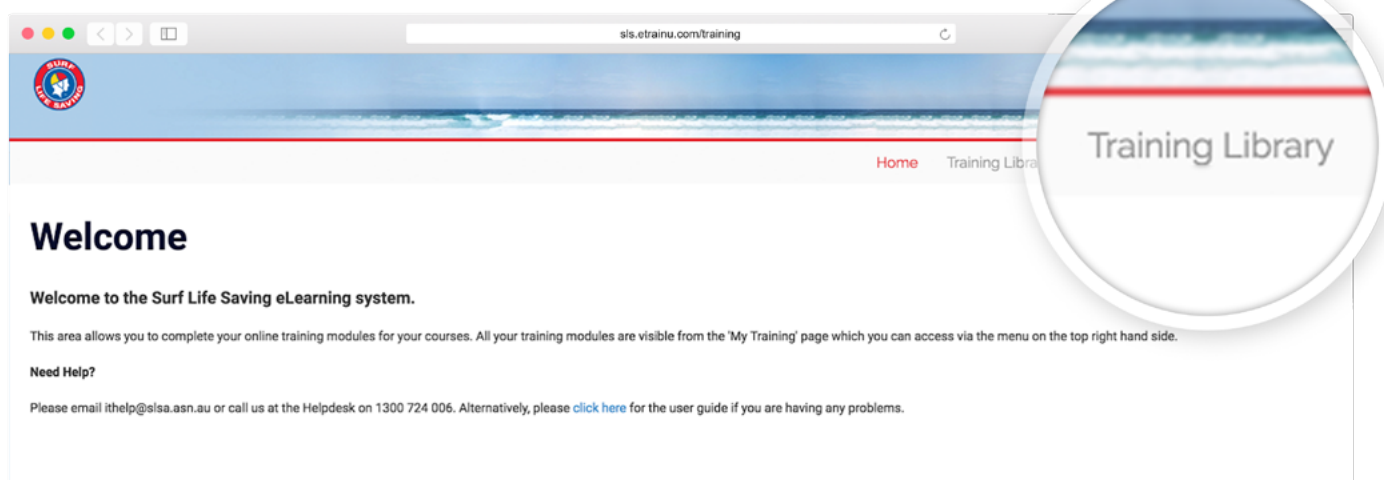 sls.etrainu.com/training
SURF
LIFE SAVING
Home
Training Libra
Training Library
Welcome
Welcome to the Surf Life Saving eLearning system.
This area allows you to complete your online training modules for your courses. All your training modules are visible from the 'My Training' page which you can access via the menu on the top right hand side.
Need Help?
Please email ithelp@slsa.asn.au or call us at the Helpdesk on 1300 724 006. Alternatively, please click here for the user guide if you are having any problems.